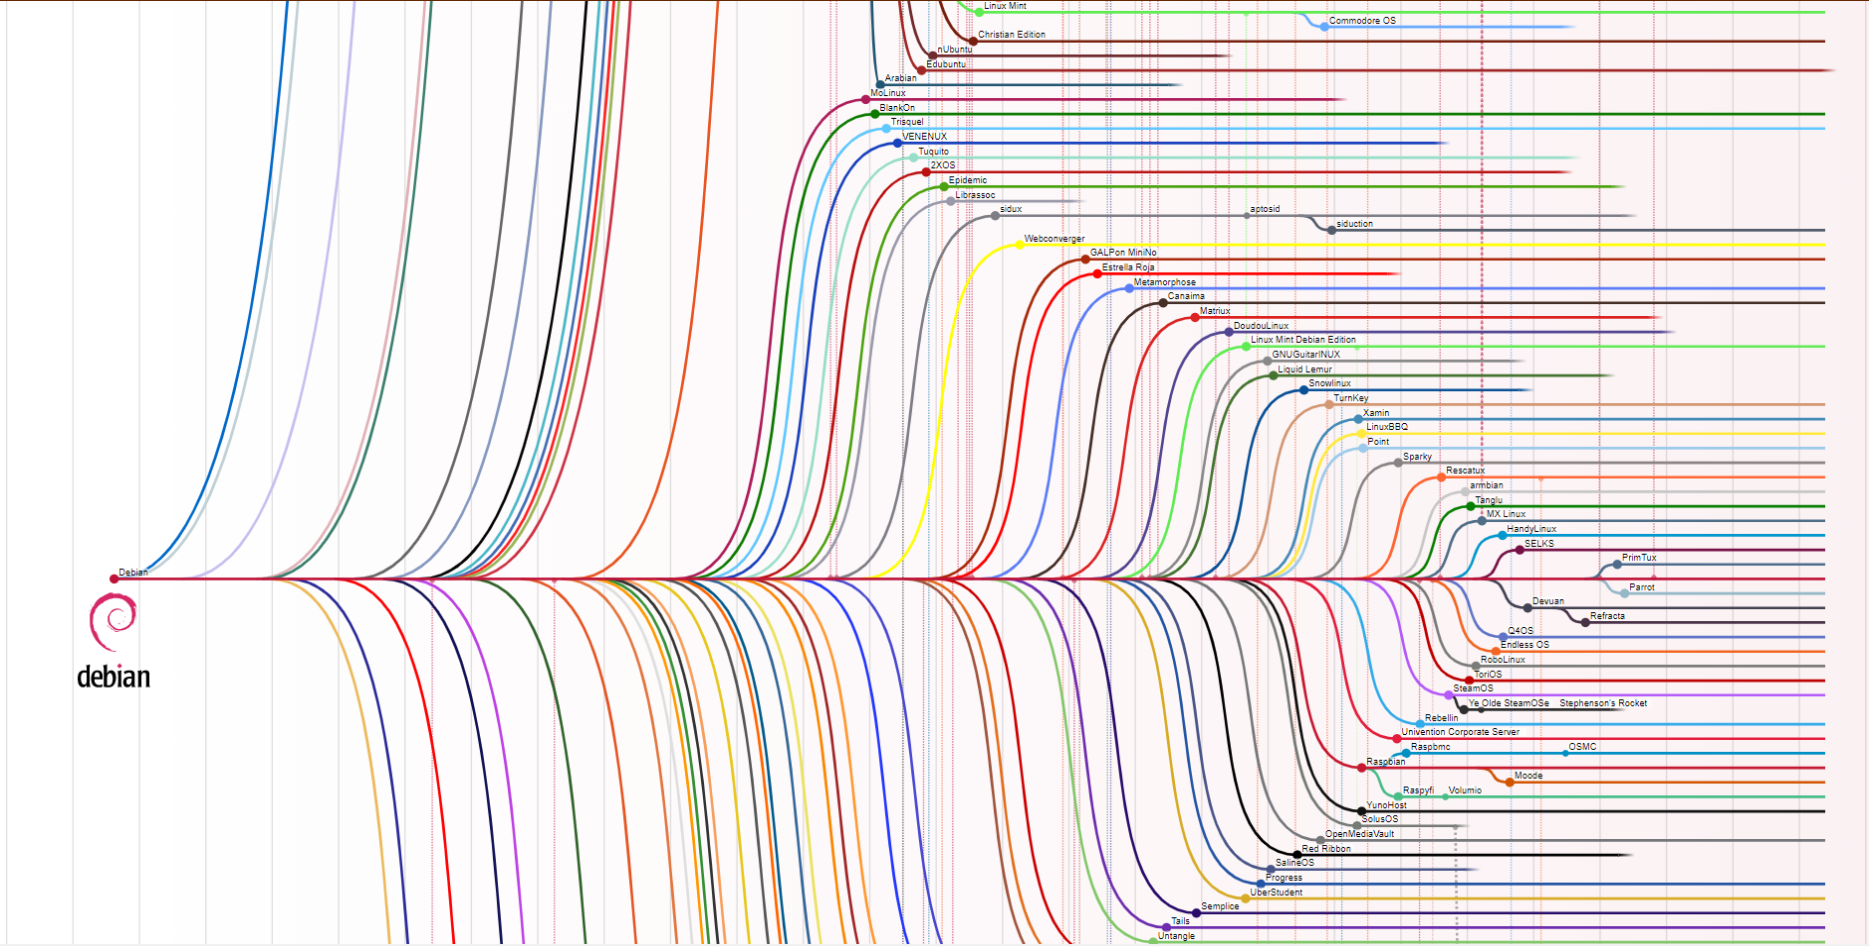 Linux Mint
Commodore OS
Christian Edition
nUbuntu
Edubuntu
Arabian
MoLinux
BlankOn
Trisquel
VENENUX
Tuquito
2XOS
Epidemic
Librassoc
sidux aptosid
siduction
Webconverger
GALPon MiniNo
Estrella Roja
Metamorphose
Canaima
Matriux
DoudouLinux
Linux Mint Debian Edition
GNUGuitarINUX
Liquid Lemur
Snowlinux
TurnKey
Xamin
LinuxBBQ
Point
Sparky
Rescatux
armbian
Tanglu
MX Linux
HandyLinux
SELKS
PrimTux
Debian
Parrot
Devuan
Refracta
Q4OS
Endless OS
RoboLinux
ToriOS
debian
SteamOS
Ye Olde SteamOSe Stephenson's Rocket
Rebellin
Univention Corporate Server
Raspbmc OSMC
Raspbian
Moode
Raspyfi Volumio
YunoHost
SolusOS
OpenMediaVault
Red Ribbon
SalineOS
Progress
UberStudent
Semplice
Tails
Untangle